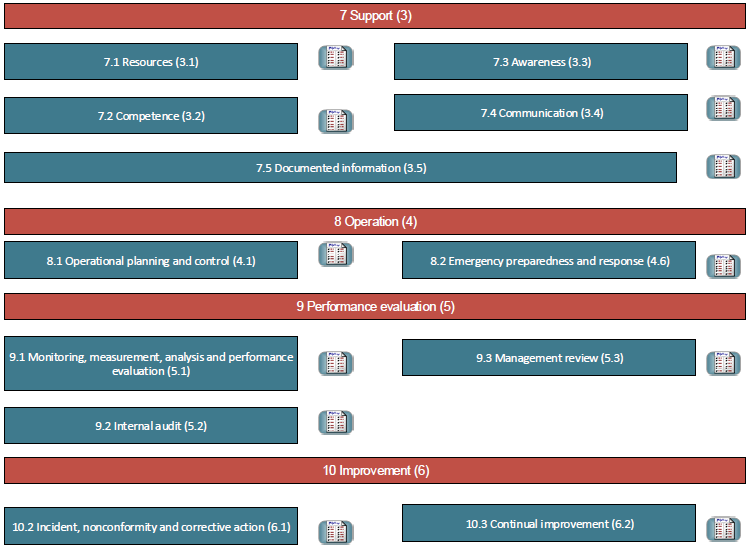 7 Support (3)
7.1 Resources (3.1)
7.3 Awareness (3.3)
7.2 Competence (3.2)
7.4 Communication (3.4)
7.5 Documented information (3.5)
8 Operation (4)
8.1 Operational planning and control (4.1)
8.2 Emergency preparedness and response (4.6)
9 Performance evaluation (5)
9.1 Monitoring, measurement, analysis and performance
evaluation (5.1)
9.3 Management review (5.3)
9.2 Internal audit (5.2)
10 Improvement (6)
10.2 Incident, nonconformity and corrective action (6.1)
10.3 Continual improvement (6.2)